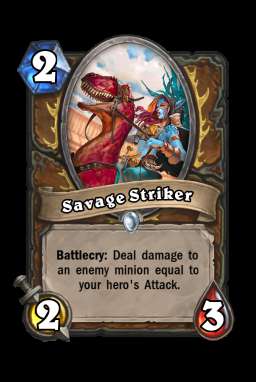 2
Savage Striker
Battlecry: Deal damage to
an enemy minion equal to
your hero's Attack.
2
3